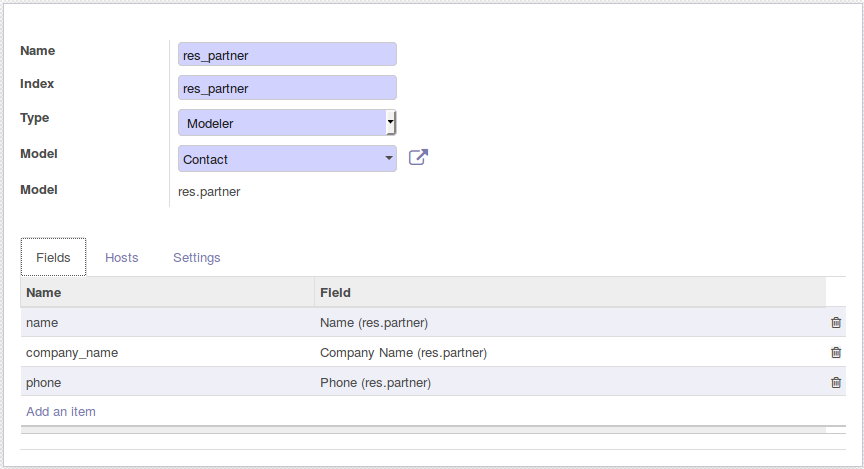 Name res_partner
Index res_partner
Type Modeler
Model Contact
Model res.partner
Fields Hosts Settings
Name Field
name Name (res.partner)
company_name Company Name (res.partner)
phone Phone (res.partner)
Add an item